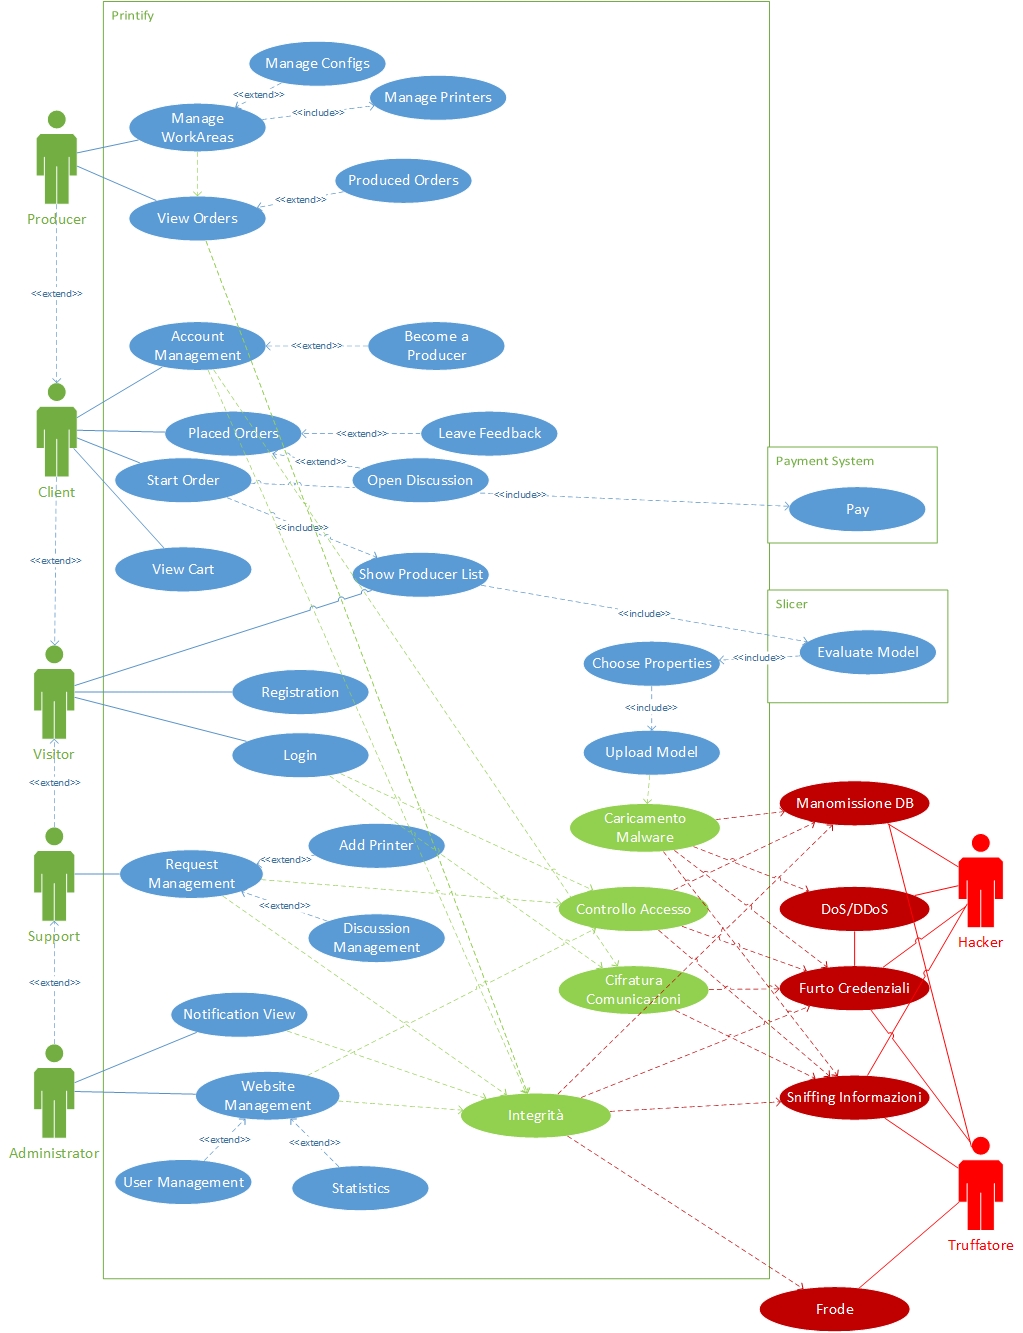 Printify
Manage Configs
<<extend>>
Manage Printers
<<include>>
Manage
WorkAreas
Produced Orders
<<extend>>
View Orders
Producer
<<extend>>
Account
Management
<<extend>>
Become a
Producer
Placed Orders
<<extend>>
Leave Feedback
<<extend>>
Start Order
Open Discussion
<<include>>
Payment System
Pay
Client
<<include>>
<<extend>>
View Cart
Show Producer List
<<include>>
Slicer
Evaluate Model
<<include>>
Choose Properties
<<include>>
Registration
Visitor
Login
Upload Model
<<extend>>
Caricamento
Malware
Manomissione DB
Add Printer
<<extend>>
Request
Management
<<extend>>
Support
Discussion
Management
Controllo Accesso
DoS/DDoS
Hacker
<<extend>>
Cifratura
Comunicazioni
Furto Credenziali
Notification View
Website
Management
Integrità
Sniffing Informazioni
Administrator
<<extend>>
<<extend>>
User Management
Statistics
Truffatore
Frode